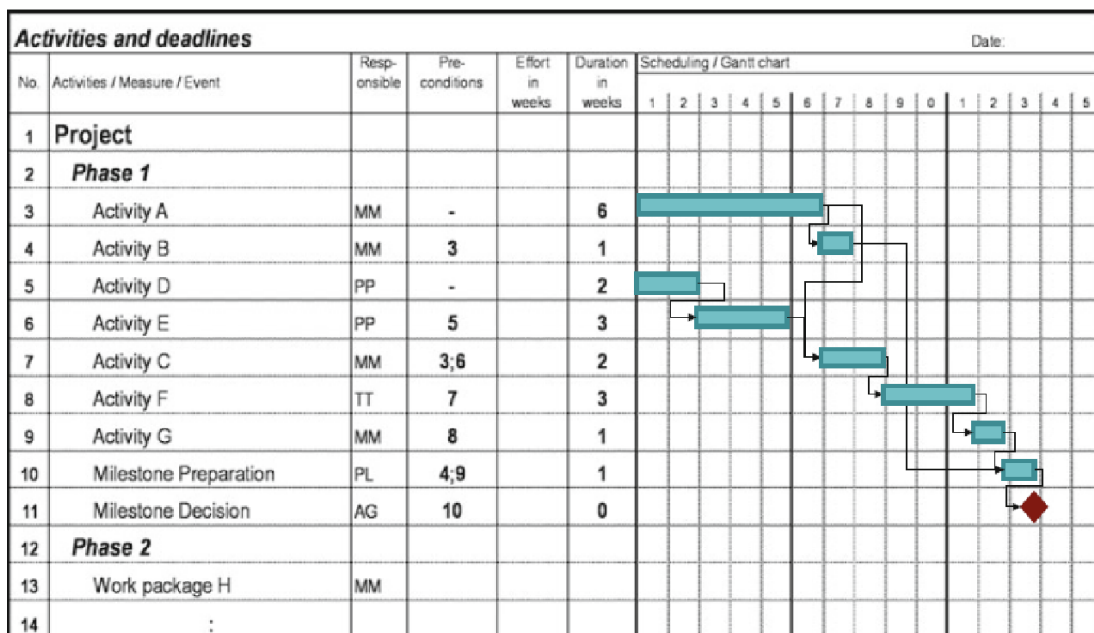 Activities and deadlines Date:
No. Activities / Measure / Event Resp-onsible Pre-conditions Effort in weeks Duration in weeks Scheduling / Gantt chart
1 2 3 4 5 6 7 8 9 0 1 2 3 4 5
1 Project
2 Phase 1
3 Activity A MM - 6
4 Activity B MM 3 1
5 Activity D PP - 2
6 Activity E PP 5 3
7 Activity C MM 3;6 2
8 Activity F TT 7 3
9 Activity G MM 8 1
10 Milestone Preparation PL 4;9 1
11 Milestone Decision AG 10 0
12 Phase 2
13 Work package H MM
14 :